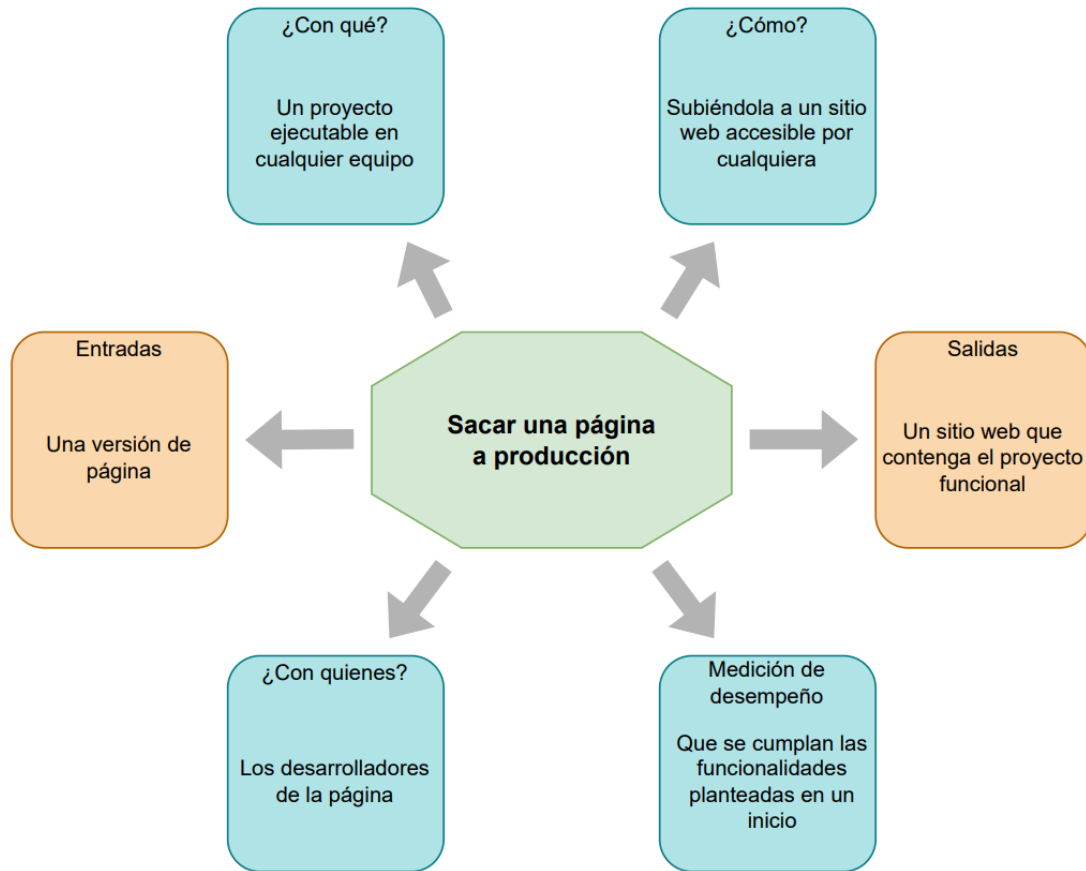 ¿Con qué?
Un proyecto
ejecutable en
cualquier equipo
¿Cómo?
Subiéndola a un sitio
web accesible por
cualquiera
Entradas
Una versión de
página
Sacar una página
a producción
Salidas
Un sitio web que
contenga el proyecto
funcional
¿Con quienes?
Los desarrolladores
de la página
Medición de
desempeño
Que se cumplan las
funcionalidades
planteadas en un
inicio